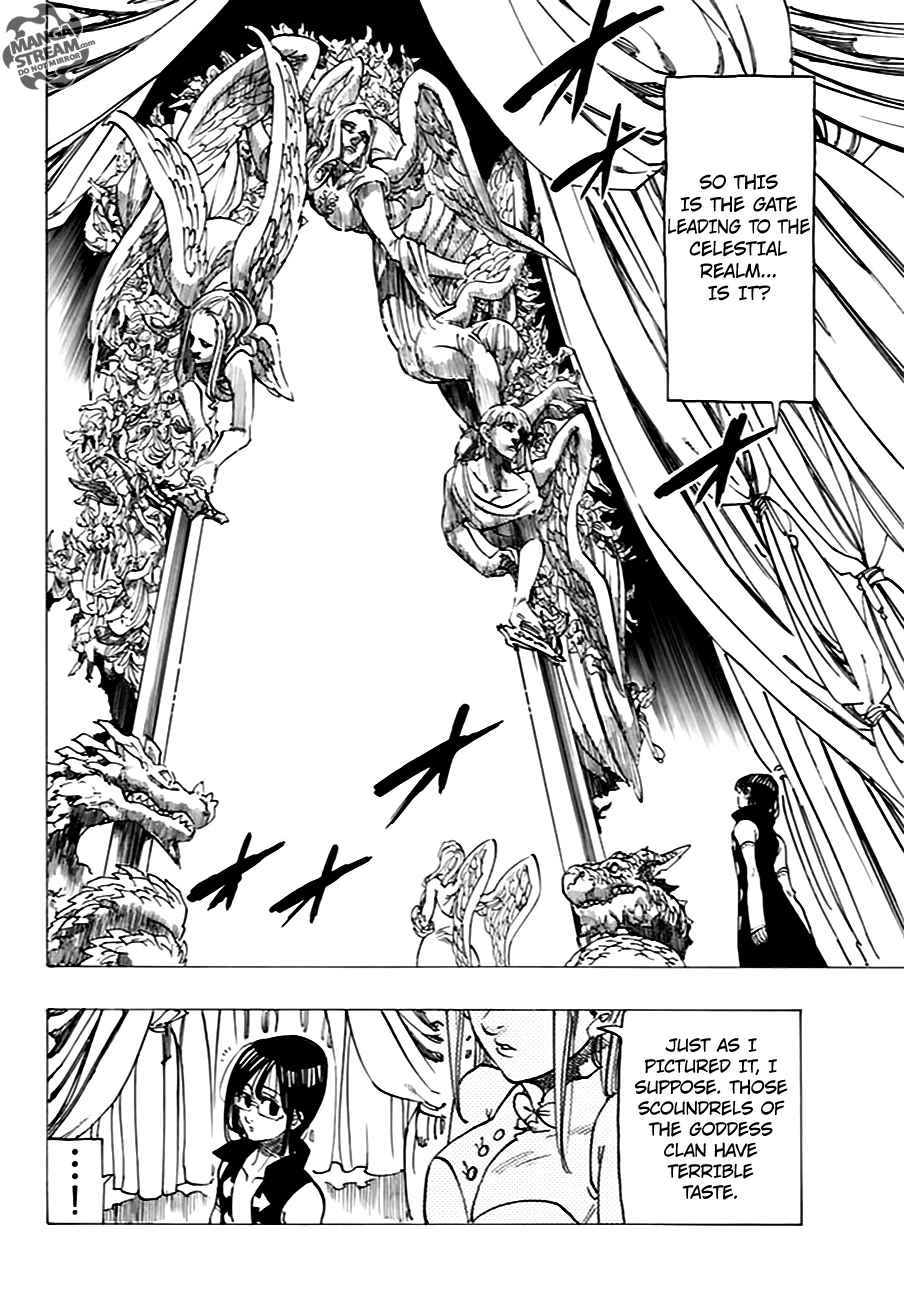 MANGA
STREAM.com
DO NOT MIRROR
SO THIS
IS THE GATE
LEADING TO THE
CELESTIAL
REALM...
IS IT?
JUST AS I
PICTURED IT, I
SUPPOSE. THOSE
SCOUNDRELS OF
THE GODDESS
CLAN HAVE
TERRIBLE
TASTE.
...!